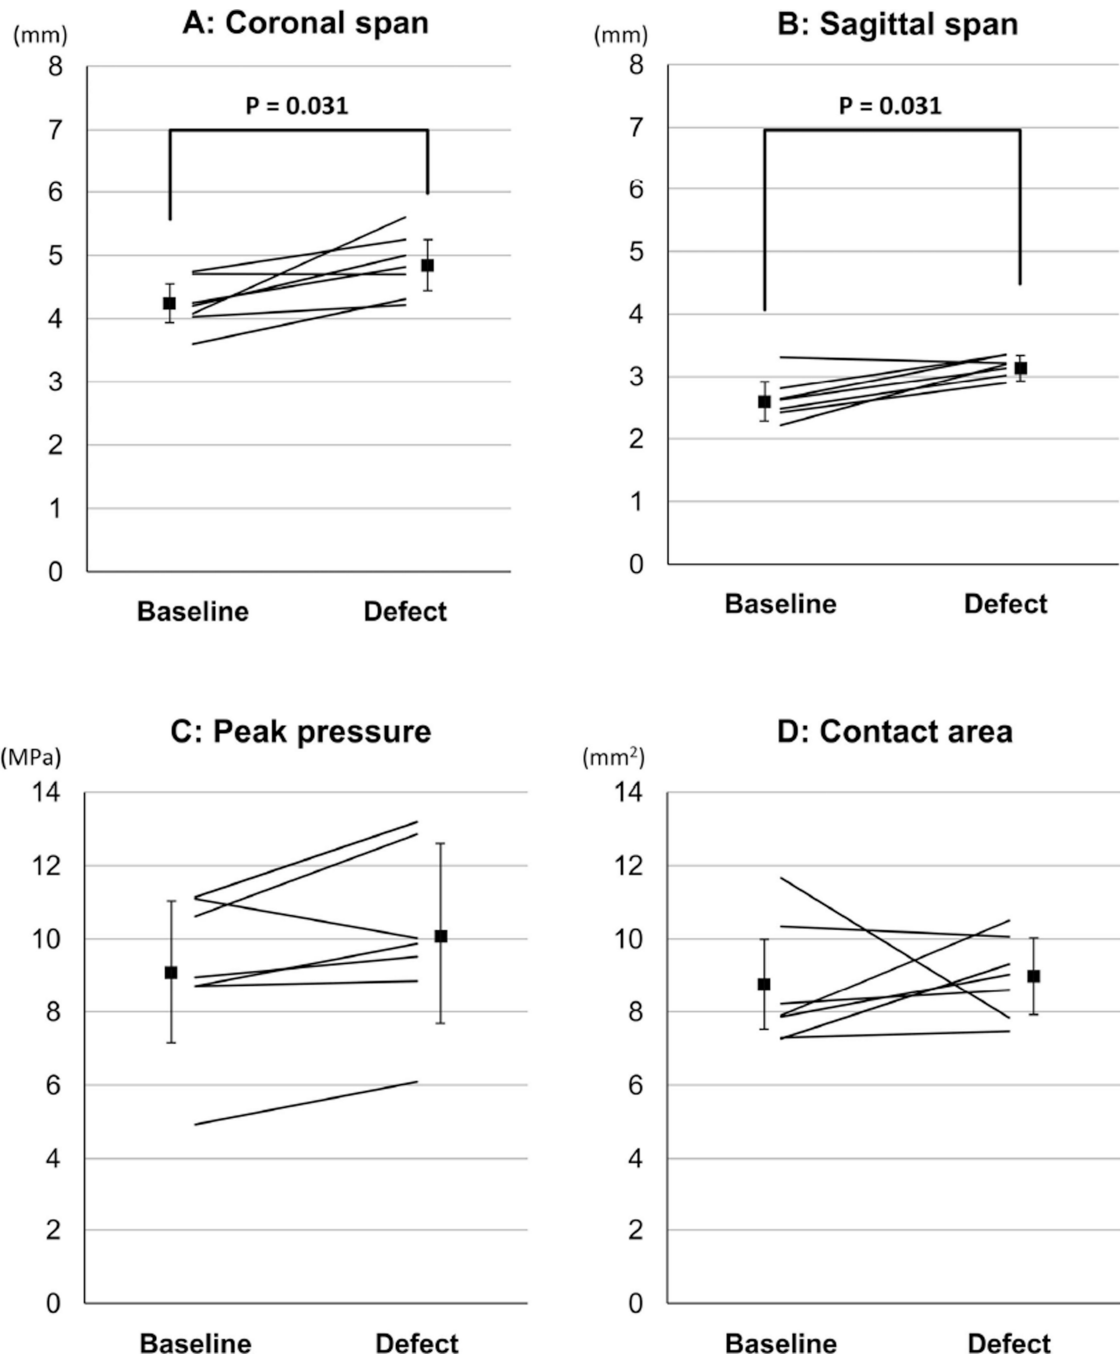 A: Coronal span
(mm)
8
P = 0.031
7
6
5
4
3
2
1
0
Baseline Defect
B: Sagittal span
(mm)
8
P = 0.031
7
6
5
4
3
2
1
0
Baseline Defect
C: Peak pressure
(MPa)
14
12
10
8
6
4
2
0
Baseline Defect
D: Contact area
(mm²)
14
12
10
8
6
4
2
0
Baseline Defect